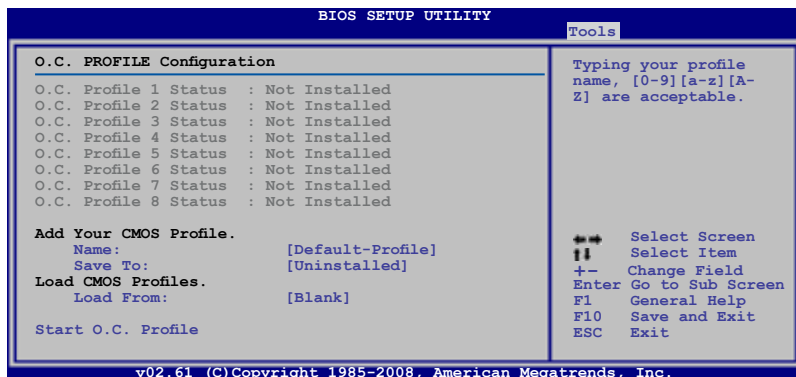 BIOS SETUP UTILITY
Tools
O.C. PROFILE Configuration
O.C. Profile 1 Status : Not Installed
O.C. Profile 2 Status : Not Installed
O.C. Profile 3 Status : Not Installed
O.C. Profile 4 Status : Not Installed
O.C. Profile 5 Status : Not Installed
O.C. Profile 6 Status : Not Installed
O.C. Profile 7 Status : Not Installed
O.C. Profile 8 Status : Not Installed
Add Your CMOS Profile.
Name: [Default-Profile]
Save To: [Uninstalled]
Load CMOS Profiles.
Load From: [Blank]
Start O.C. Profile
Typing your profile
name, [0-9][a-z][A-
Z] are acceptable.
←→ Select Screen
↑↓ Select Item
+- Change Field
Enter Go to Sub Screen
F1 General Help
F10 Save and Exit
ESC Exit
v02.61 (C)Copyright 1985-2008, American Megatrends, Inc.